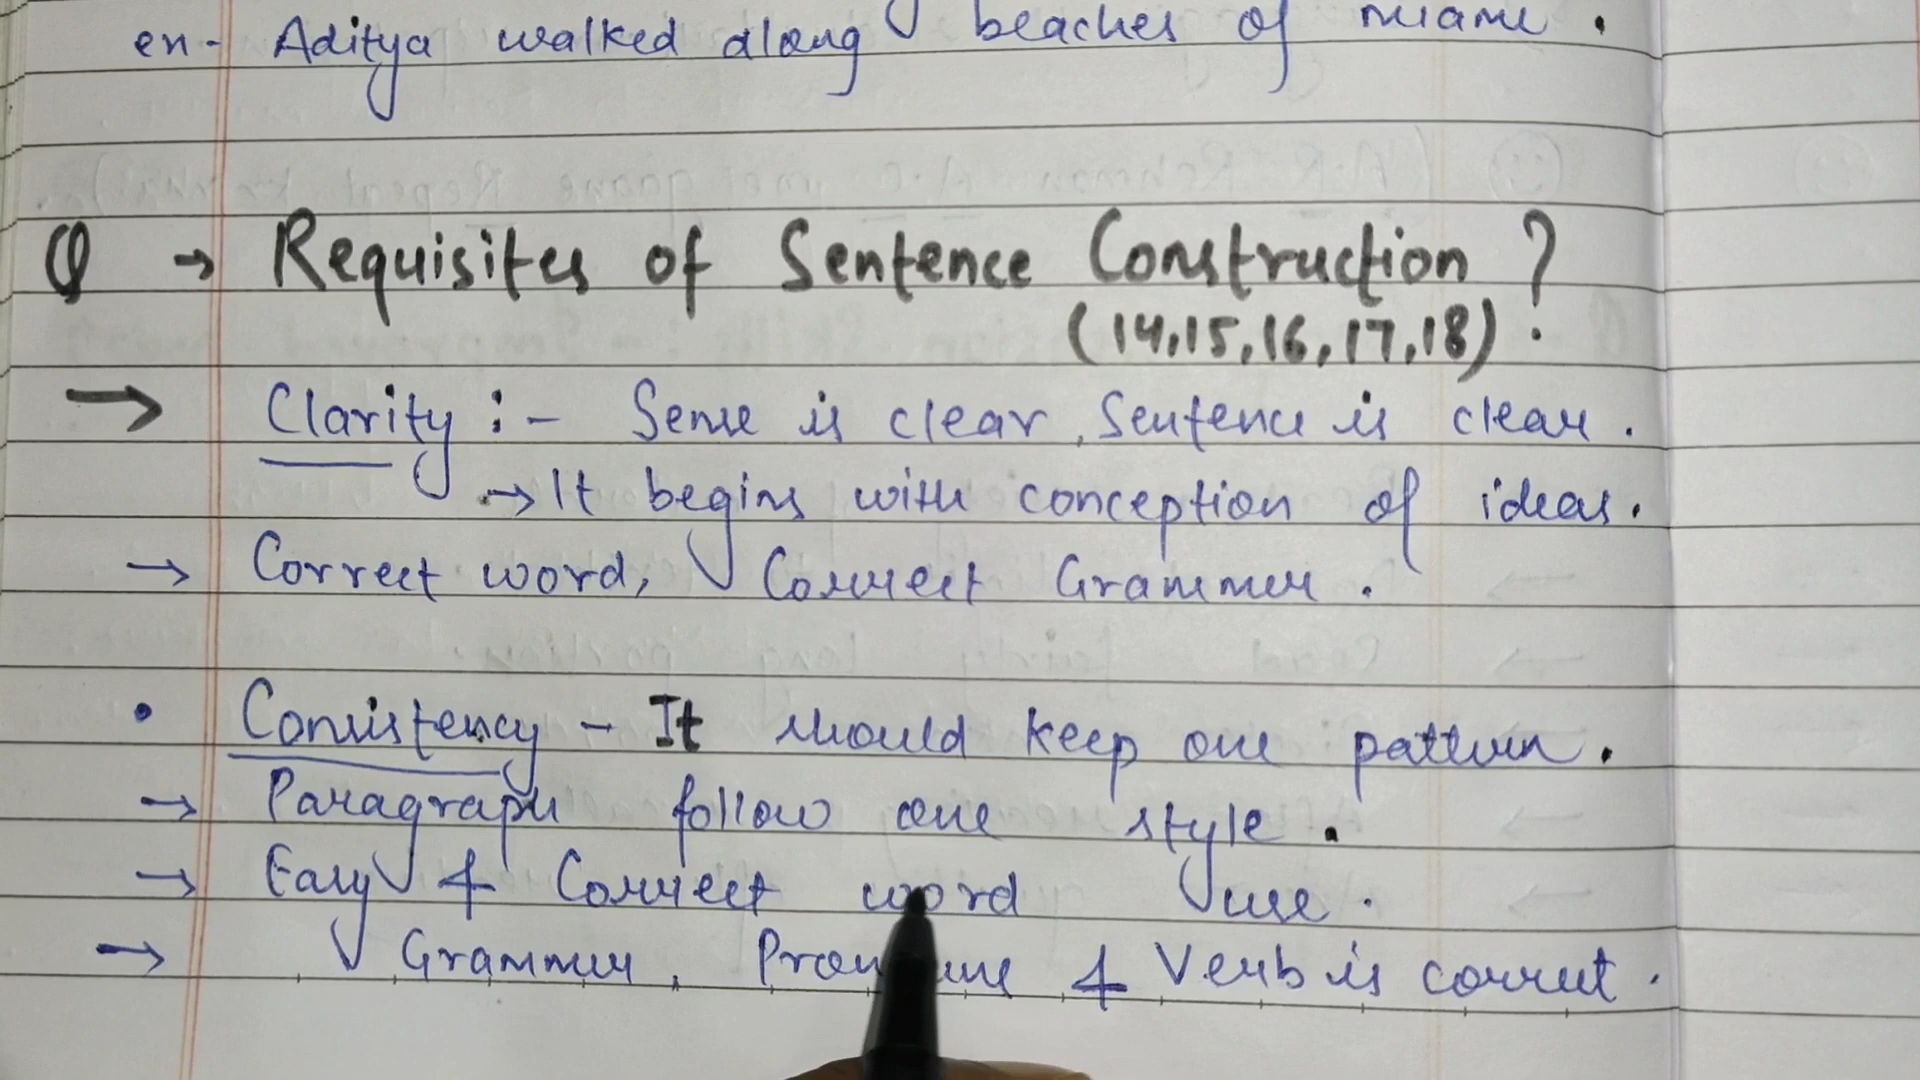 en - Aditya walked along beaches of miami.
Q → Requisites of Sentence Construction ?
(14,15,16,17,18).
→ Clarity :- Sense is clear, Sentence is clear.
→ It begins with conception of ideas.
→ Correct word, Correct Grammer.
• Consistency - It should keep one pattern.
→ Paragraph follow one style.
→ Easy & Correct word use.
→ Grammer, & Verb is correct.